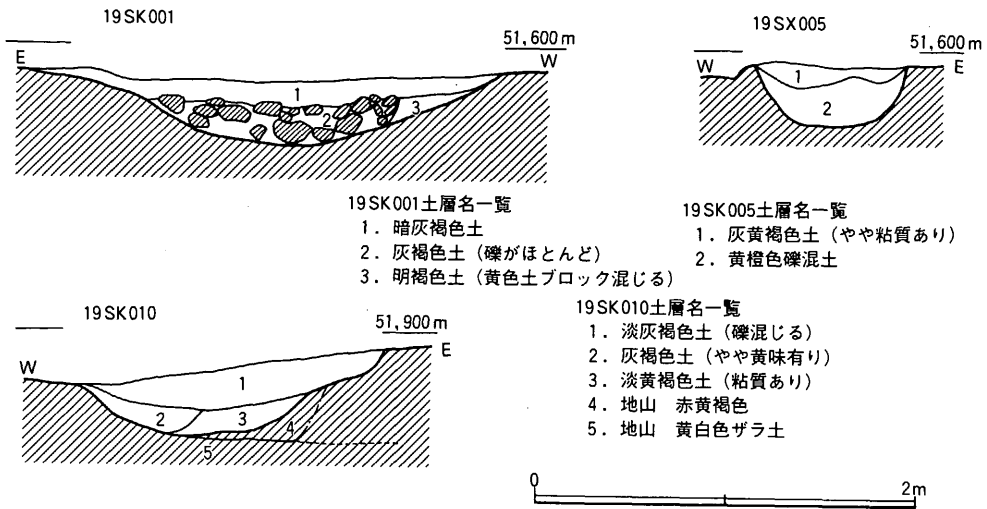 19SK001
E
51,600m
W
1
2
3
19SX005
W
51,600m
E
1
2
19SK001土層名一覧
1．暗灰褐色土
2．灰褐色土（礫がほとんど）
3．明褐色土（黄色土ブロック混じる）
19SK005土層名一覧
1．灰黄褐色土（やや粘質あり）
2．黄橙色礫混土
19SK010
W
51,900m
E
1
2
3
4
5
19SK010土層名一覧
1．淡灰褐色土（礫混じる）
2．灰褐色土（やや黄味有り）
3．淡黄褐色土（粘質あり）
4．地山　赤黄褐色
5．地山　黄白色ザラ土
0
2m